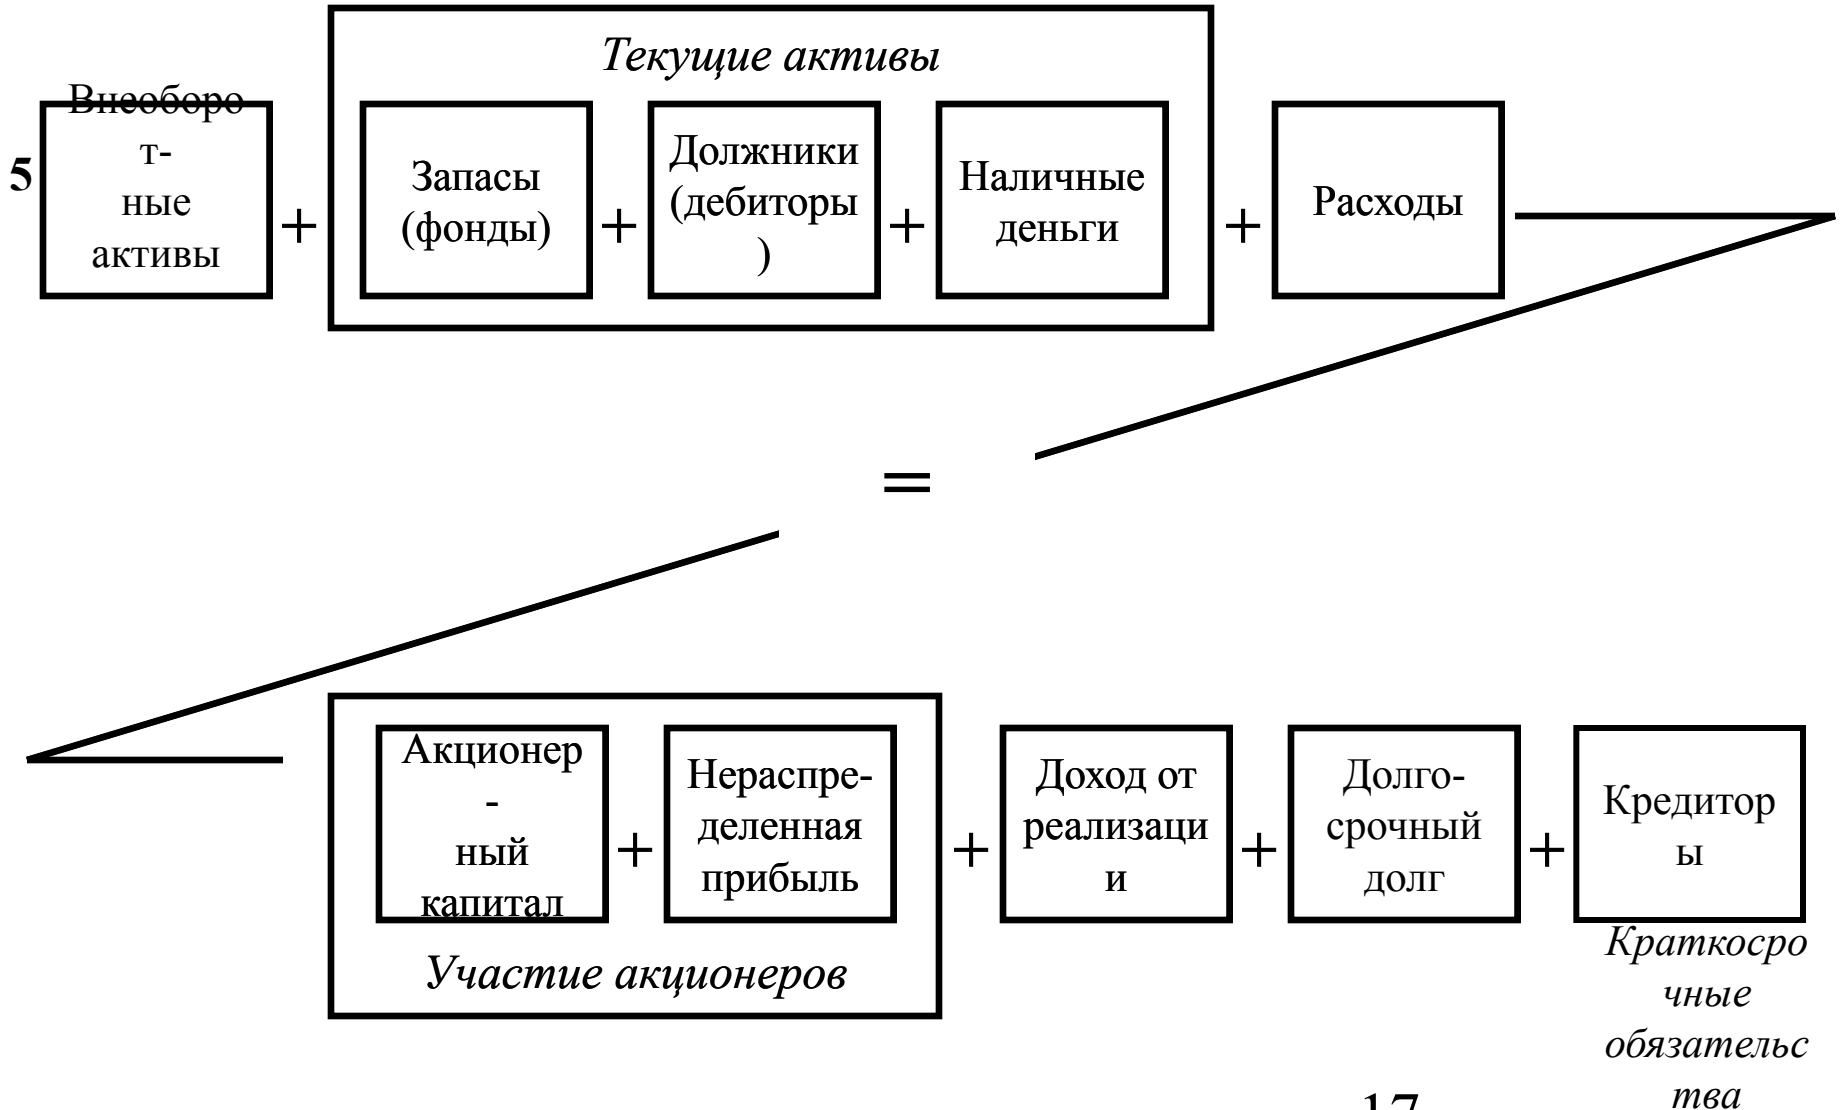 Текущие активы
5
Внеоборо
т-
ные
активы
+
Запасы
(фонды)
+
Должники
(дебиторы
)
+
Наличные
деньги
+
Расходы
=
Акционер
-
ный
капитал
+
Нераспре-
деленная
прибыль
Участие акционеров
+
Доход от
реализаци
и
+
Долго-
срочный
долг
+
Кредитор
ы
Краткосро
чные
обязательс
тва
17